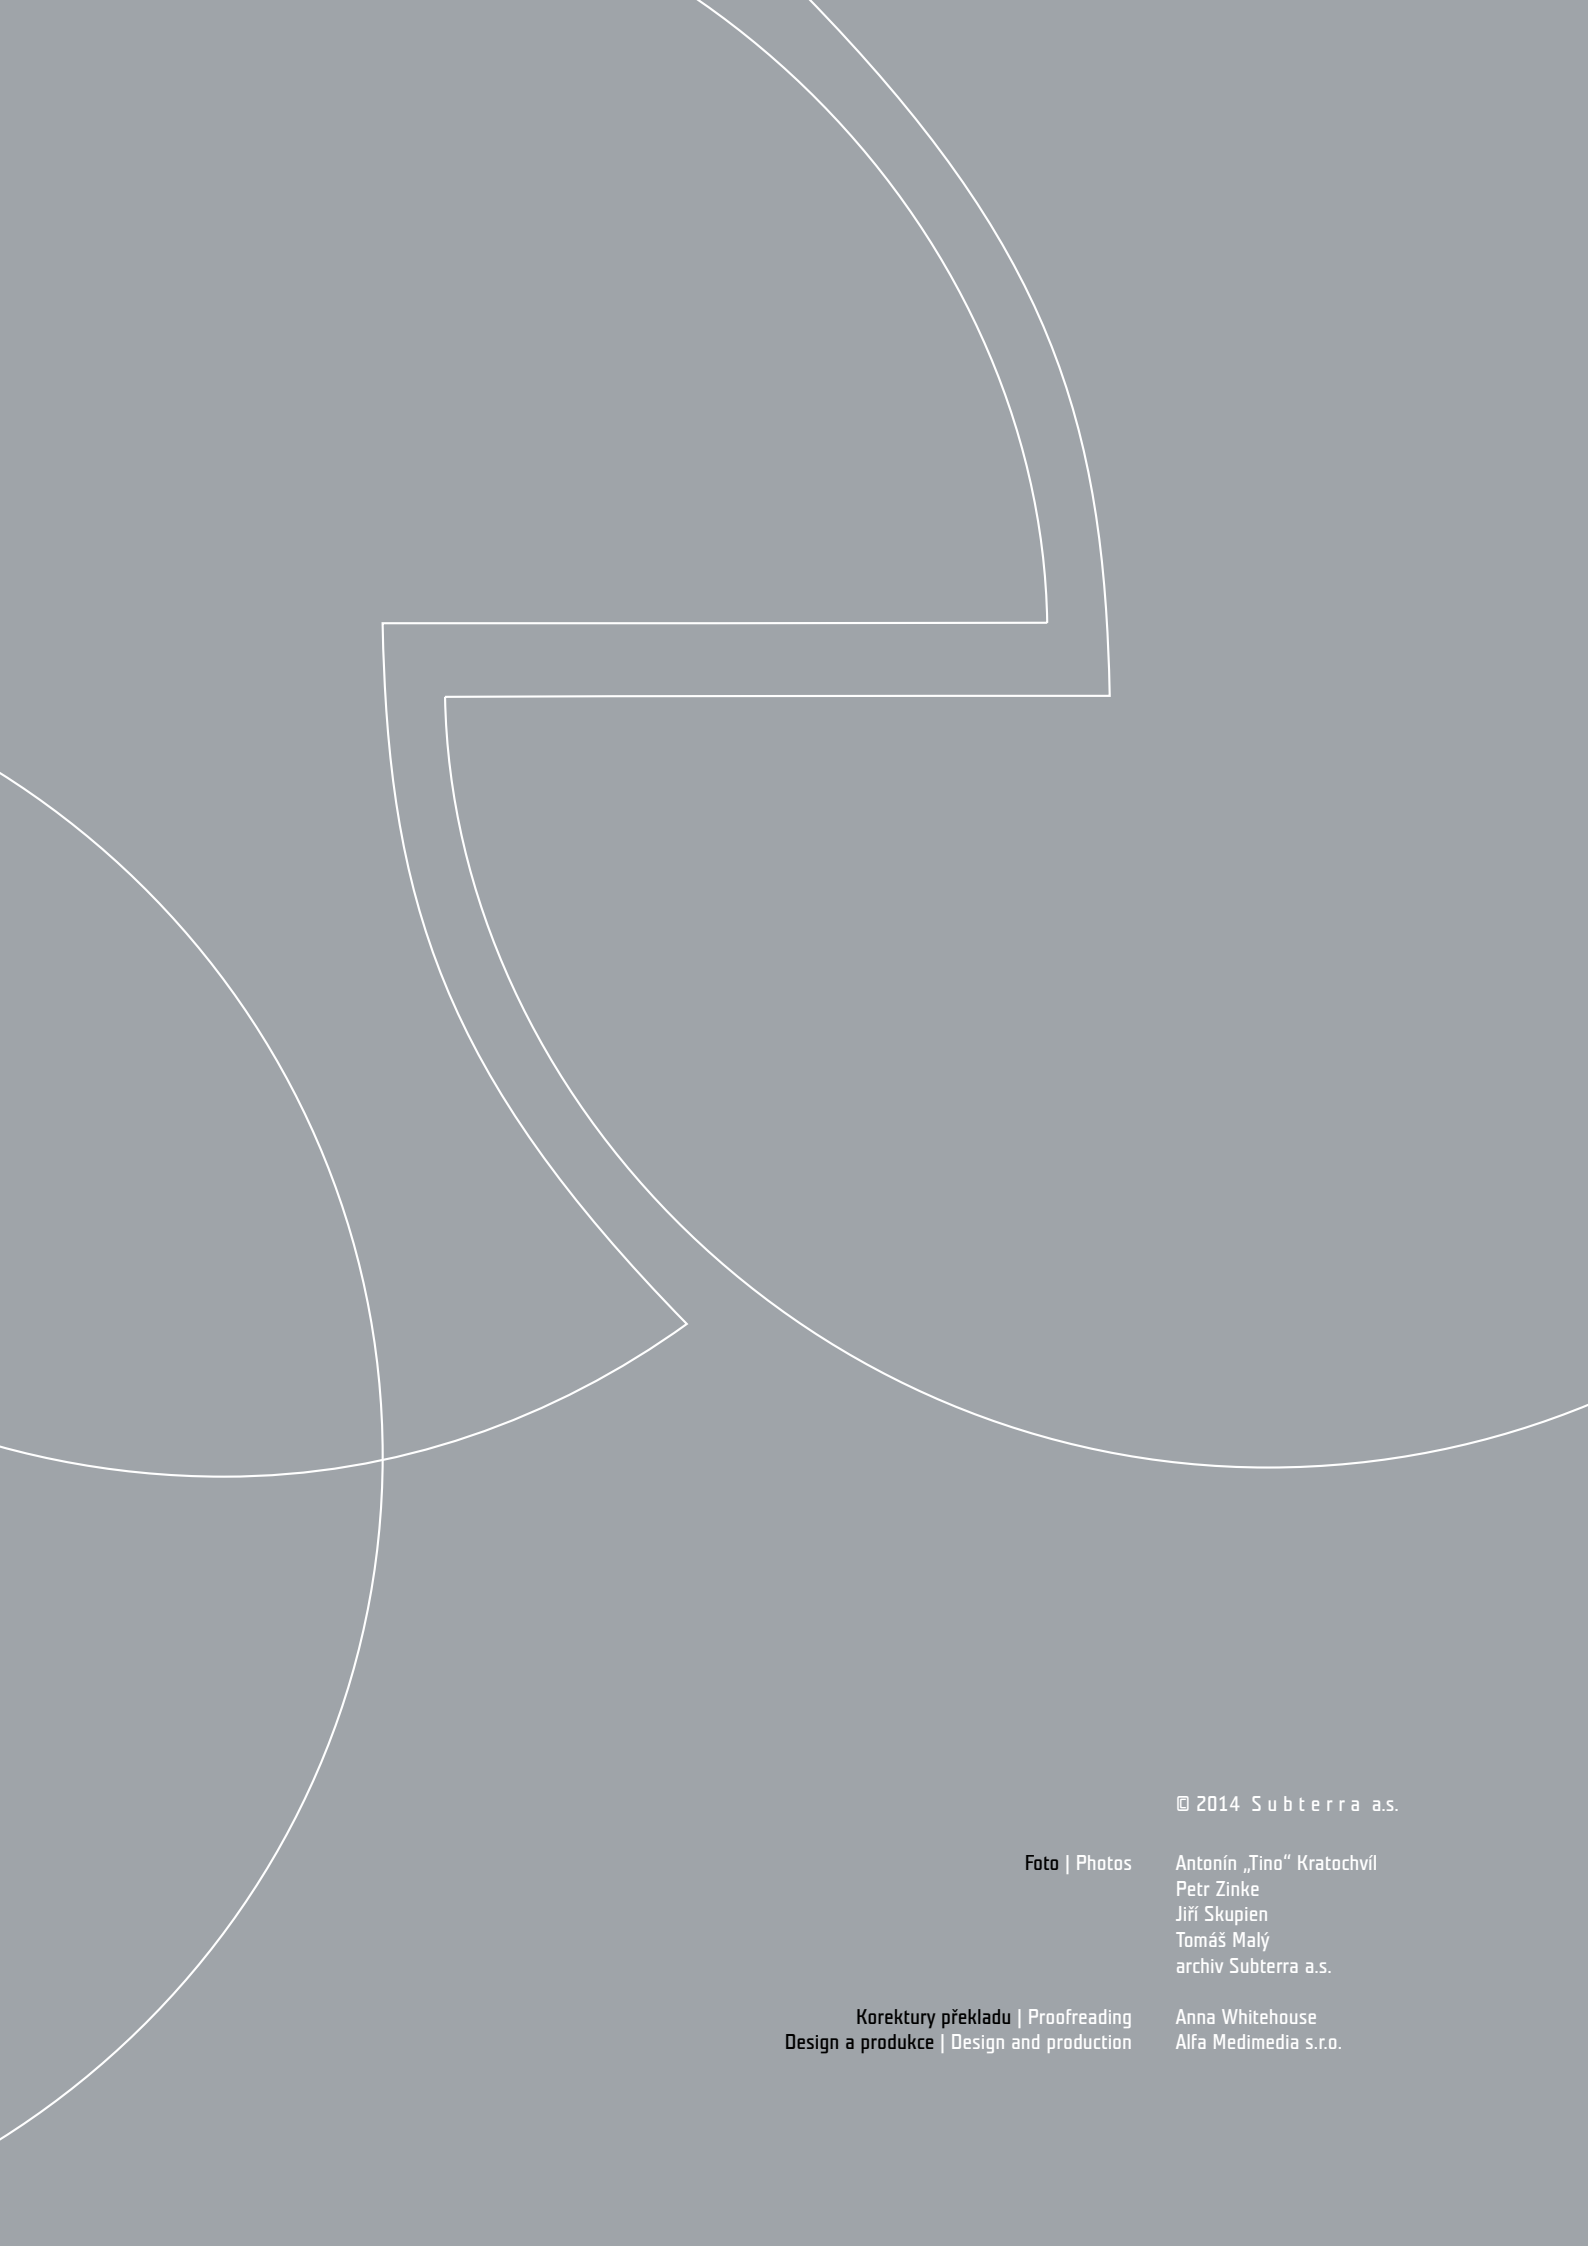 © 2014 Subterra a.s.
Foto | Photos Antonín „Tino“ Kratochvíl
Petr Zinke
Jiří Skupien
Tomáš Malý
archiv Subterra a.s.
Korektury překladu | Proofreading Anna Whitehouse
Design a produkce | Design and production Alfa Medimedia s.r.o.